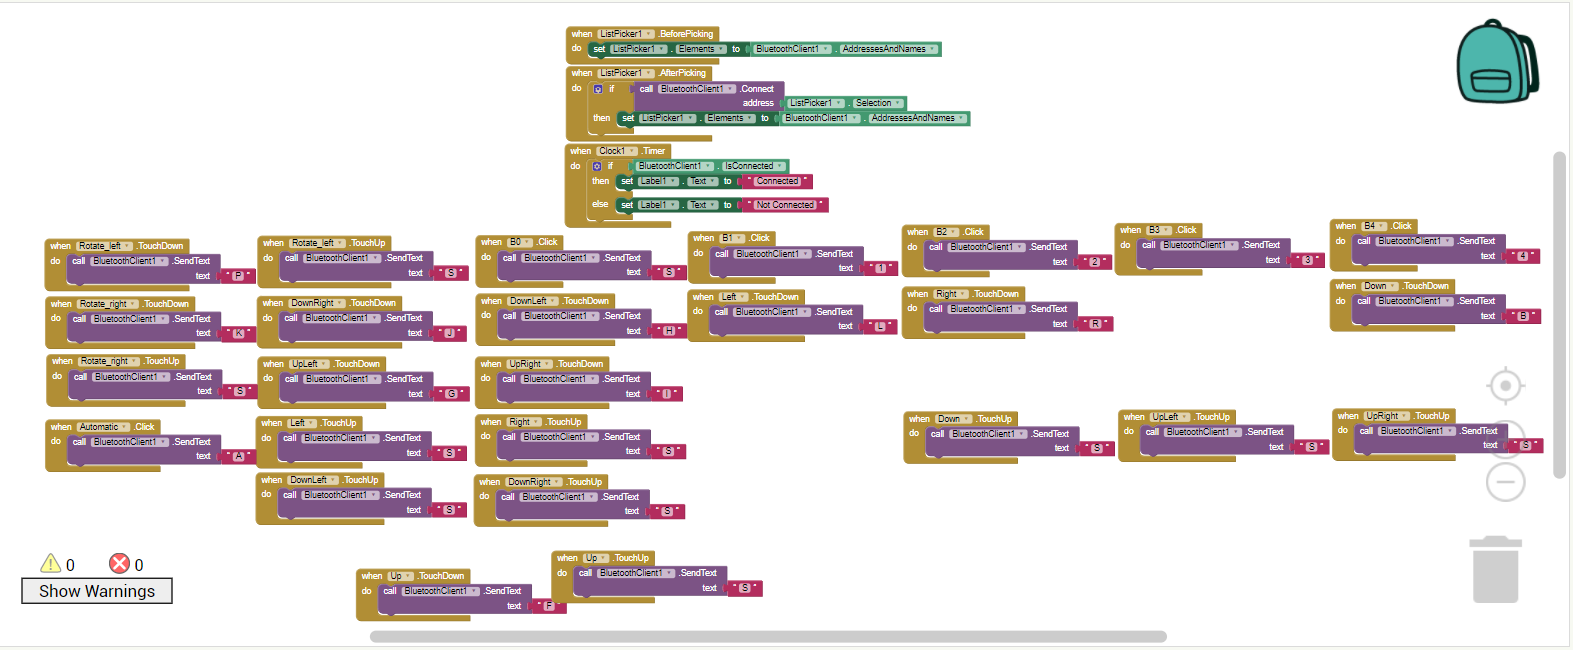 when ListPicker1 .BeforePicking
do set ListPicker1 . Elements to BluetoothClient1 . AddressesAndNames
when ListPicker1 .AfterPicking
do if call BluetoothClient1 .Connect
address ListPicker1 . Selection
then set ListPicker1 . Elements to BluetoothClient1 . AddressesAndNames
when Clock1 .Timer
do if BluetoothClient1 . IsConnected
then set Label1 . Text to " Connected "
else set Label1 . Text to " Not Connected "
when Rotate_left .TouchDown
do call BluetoothClient1 .SendText
text " P "
when Rotate_left .TouchUp
do call BluetoothClient1 .SendText
text " S "
when B0 .Click
do call BluetoothClient1 .SendText
text " S "
when B1 .Click
do call BluetoothClient1 .SendText
text " 1 "
when B2 .Click
do call BluetoothClient1 .SendText
text " 2 "
when B3 .Click
do call BluetoothClient1 .SendText
text " 3 "
when B4 .Click
do call BluetoothClient1 .SendText
text " 4 "
when Rotate_right .TouchDown
do call BluetoothClient1 .SendText
text " K "
when DownRight .TouchDown
do call BluetoothClient1 .SendText
text " J "
when DownLeft .TouchDown
do call BluetoothClient1 .SendText
text " H "
when Left .TouchDown
do call BluetoothClient1 .SendText
text " L "
when Right .TouchDown
do call BluetoothClient1 .SendText
text " R "
when Down .TouchDown
do call BluetoothClient1 .SendText
text " B "
when Rotate_right .TouchUp
do call BluetoothClient1 .SendText
text " S "
when UpLeft .TouchDown
do call BluetoothClient1 .SendText
text " G "
when UpRight .TouchDown
do call BluetoothClient1 .SendText
text " I "
when Automatic .Click
do call BluetoothClient1 .SendText
text " A "
when Left .TouchUp
do call BluetoothClient1 .SendText
text " S "
when Right .TouchUp
do call BluetoothClient1 .SendText
text " S "
when Down .TouchUp
do call BluetoothClient1 .SendText
text " S "
when UpLeft .TouchUp
do call BluetoothClient1 .SendText
text " S "
when UpRight .TouchUp
do call BluetoothClient1 .SendText
text " S "
when DownLeft .TouchUp
do call BluetoothClient1 .SendText
text " S "
when DownRight .TouchUp
do call BluetoothClient1 .SendText
text " S "
when Up .TouchDown
do call BluetoothClient1 .SendText
text " F "
when Up .TouchUp
do call BluetoothClient1 .SendText
text " S "
0 0
Show Warnings